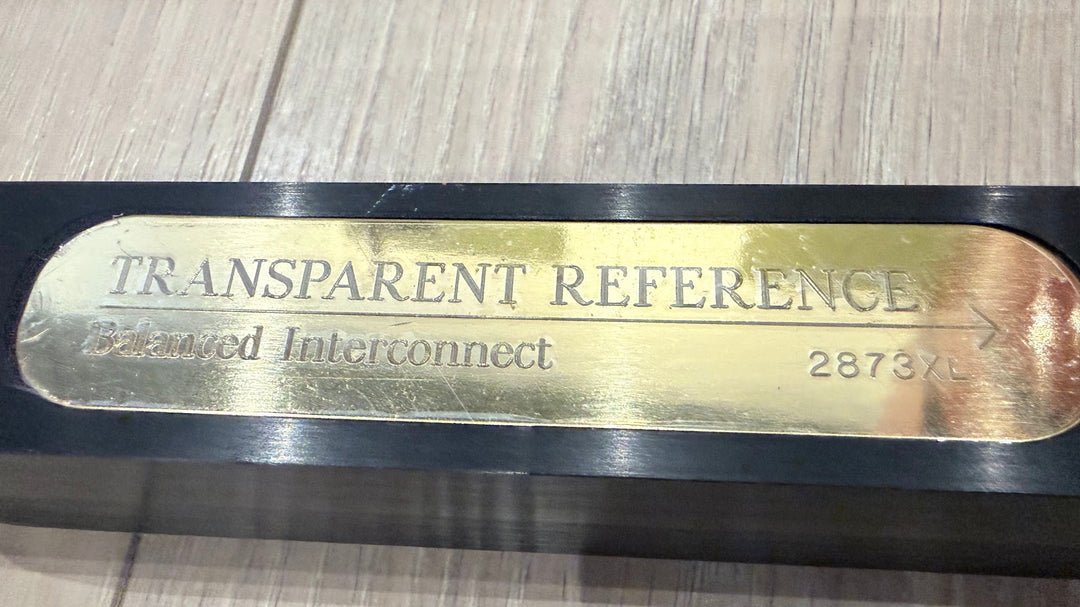 TRANSPARENT REFERENCE
Balanced Interconnect
2873XL